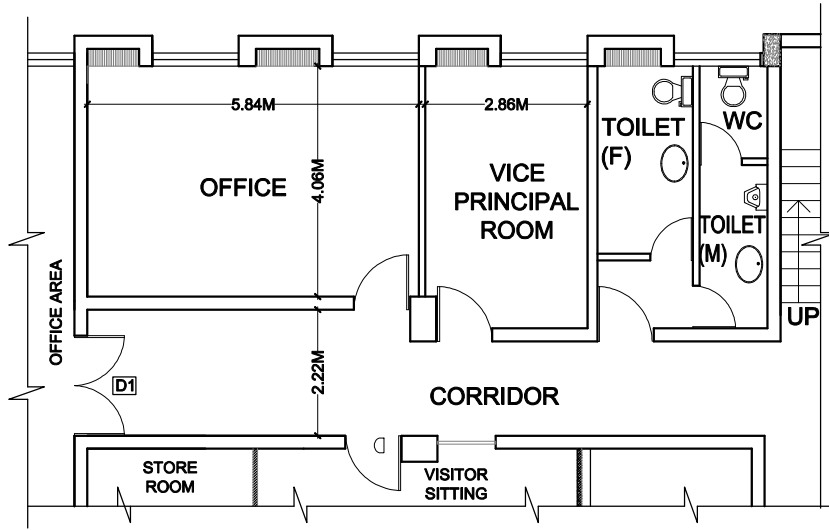 5.84M
2.86M
TOILET
(F)
WC
4.06M
OFFICE
VICE
PRINCIPAL
ROOM
TOILET
(M)
OFFICE AREA
UP
D1
2.22M
CORRIDOR
STORE
ROOM
VISITOR
SITTING